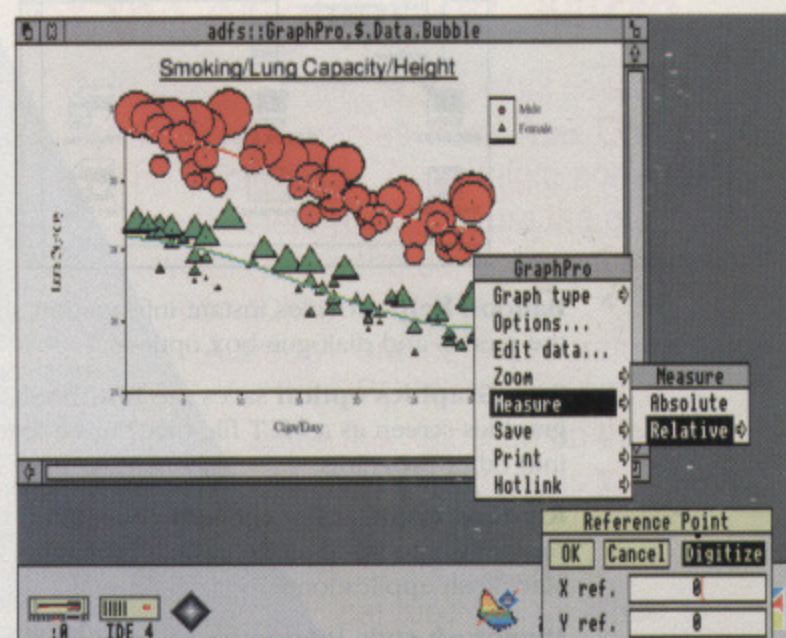 adfs::GraphPro.$.Data.Bubble
Smoking/Lung Capacity/Height
Male
Female
Cigs/Day
GraphPro
Graph type
Options...
Edit data...
Zoom
Measure
Save
Print
Hotlink
Measure
Absolute
Relative
Reference Point
OK Cancel Digitize
X ref. 0
Y ref. 0
:0
IDE 4